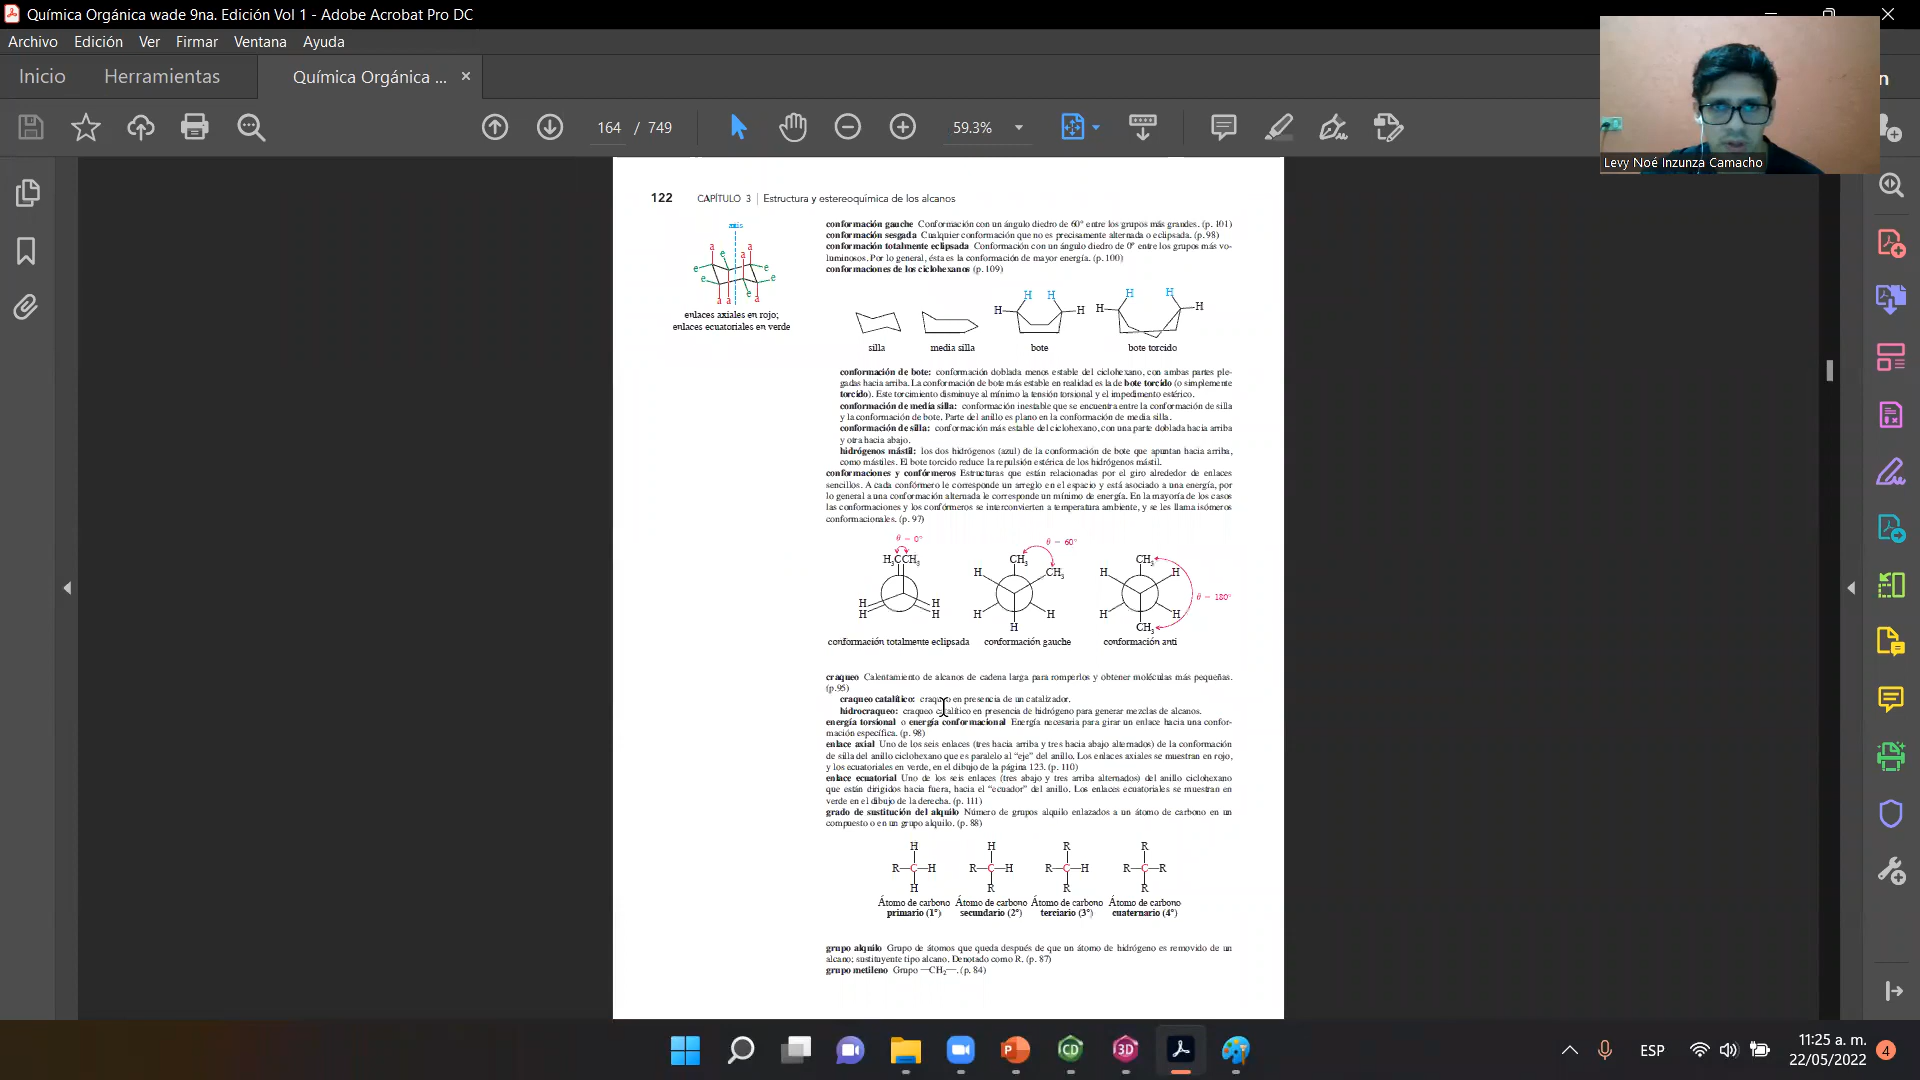 Química Orgánica wade 9na. Edición Vol 1 - Adobe Acrobat Pro DC
Archivo Edición Ver Firmar Ventana Ayuda
Inicio Herramientas Química Orgánica ... ×
164 / 749 59.3%
Levy Noé Inzunza Camacho
122 CAPÍTULO 3 | Estructura y estereoquímica de los alcanos
axis
a a a e e e e e e a a a
enlaces axiales en rojo;
enlaces ecuatoriales en verde
conformación gauche Conformación con un ángulo diedro de 60° entre los grupos más grandes. (p. 101)
conformación sesgada Cualquier conformación que no es precisamente alternada o eclipsada. (p. 98)
conformación totalmente eclipsada Conformación con un ángulo diedro de 0° entre los grupos más vo-
luminosos. Por lo general, ésta es la conformación de mayor energía. (p. 100)
conformaciones de los ciclohexanos (p. 109)
H H H H H H H H
silla media silla bote bote torcido
conformación de bote: conformación doblada menos estable del ciclohexano, con ambas partes ple-
gadas hacia arriba. La conformación de bote más estable en realidad es la de bote torcido (o simplemente
torcido). Este torcimiento disminuye al mínimo la tensión torsional y el impedimento estérico.
conformación de media silla: conformación inestable que se encuentra entre la conformación de silla
y la conformación de bote. Parte del anillo es plano en la conformación de media silla.
conformación de silla: conformación más estable del ciclohexano, con una parte doblada hacia arriba
y otra hacia abajo.
hidrógenos mástil: los dos hidrógenos (azul) de la conformación de bote que apuntan hacia arriba,
como mástiles. El bote torcido reduce la repulsión estérica de los hidrógenos mástil.
conformaciones y confórmeros Estructuras que están relacionadas por el giro alrededor de enlaces
sencillos. A cada confórmero le corresponde un arreglo en el espacio y está asociado a una energía, por
lo general a una conformación alternada le corresponde un mínimo de energía. En la mayoría de los casos
las conformaciones y los confórmeros se interconvierten a temperatura ambiente, y se les llama isómeros
conformacionales. (p. 97)
θ = 0° θ = 60° θ = 180°
H₃CCH₃ CH₃ CH₃
H CH₃ H H
H H H H H H
H H H CH₃
conformación totalmente eclipsada conformación gauche conformación anti
craqueo Calentamiento de alcanos de cadena larga para romperlos y obtener moléculas más pequeñas.
(p.95)
craqueo catalítico: craqueo en presencia de un catalizador.
hidrocraqueo: craqueo catalítico en presencia de hidrógeno para generar mezclas de alcanos.
energía torsional o energía conformacional Energía necesaria para girar un enlace hacia una confor-
mación específica. (p. 98)
enlace axial Uno de los seis enlaces (tres hacia arriba y tres hacia abajo alternados) de la conformación
de silla del anillo ciclohexano que es paralelo al “eje” del anillo. Los enlaces axiales se muestran en rojo,
y los ecuatoriales en verde, en el dibujo de la página 123. (p. 110)
enlace ecuatorial Uno de los seis enlaces (tres abajo y tres arriba alternados) del anillo ciclohexano
que están dirigidos hacia fuera, hacia el “ecuador” del anillo. Los enlaces ecuatoriales se muestran en
verde en el dibujo de la derecha. (p. 111)
grado de sustitución del alquilo Número de grupos alquilo enlazados a un átomo de carbono en un
compuesto o en un grupo alquilo. (p. 88)
H H R R
R—C—H R—C—H R—C—H R—C—R
H R R R
Átomo de carbono Átomo de carbono Átomo de carbono Átomo de carbono
primario (1°) secundario (2°) terciario (3°) cuaternario (4°)
grupo alquilo Grupo de átomos que queda después de que un átomo de hidrógeno es removido de un
alcano; sustituyente tipo alcano. Denotado como R. (p. 87)
grupo metileno Grupo —CH₂—. (p. 84)
P CD 3D
ESP
11:25 a. m.
22/05/2022
4